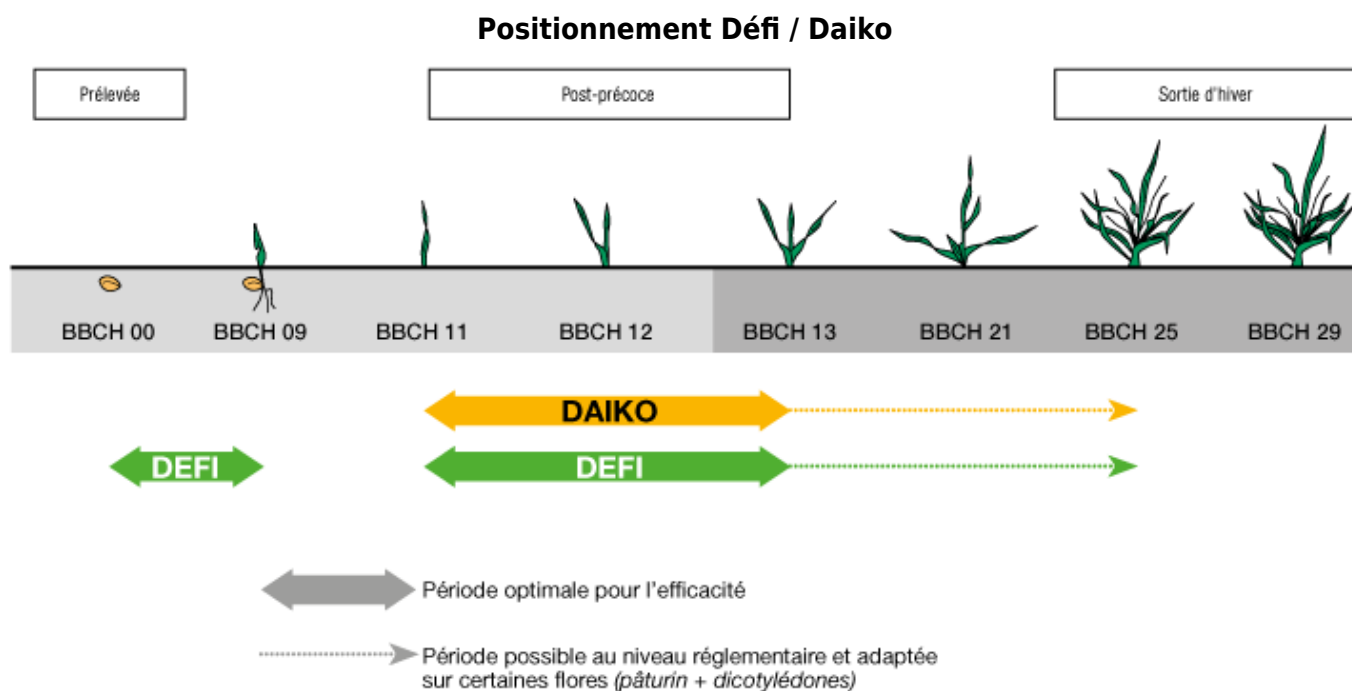 Positionnement Défi / Daiko
Prélevée
Post-précoce
Sortie d'hiver
BBCH 00
BBCH 09
BBCH 11
BBCH 12
BBCH 13
BBCH 21
BBCH 25
BBCH 29
DAIKO
DEFI
DEFI
Période optimale pour l'efficacité
Période possible au niveau réglementaire et adaptée
sur certaines flores (pâturin + dicotylédones)